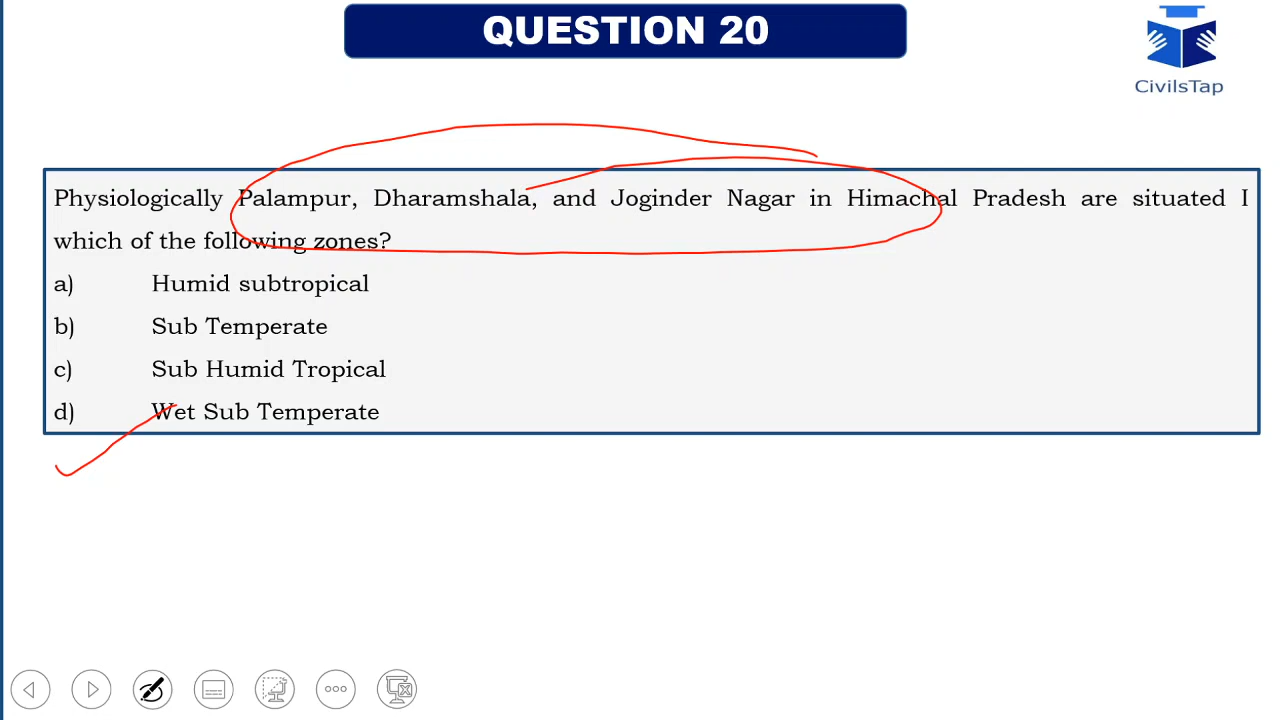 QUESTION 20
CivilsTap
Physiologically Palampur, Dharamshala, and Joginder Nagar in Himachal Pradesh are situated I
which of the following zones?
a) Humid subtropical
b) Sub Temperate
c) Sub Humid Tropical
d) Wet Sub Temperate